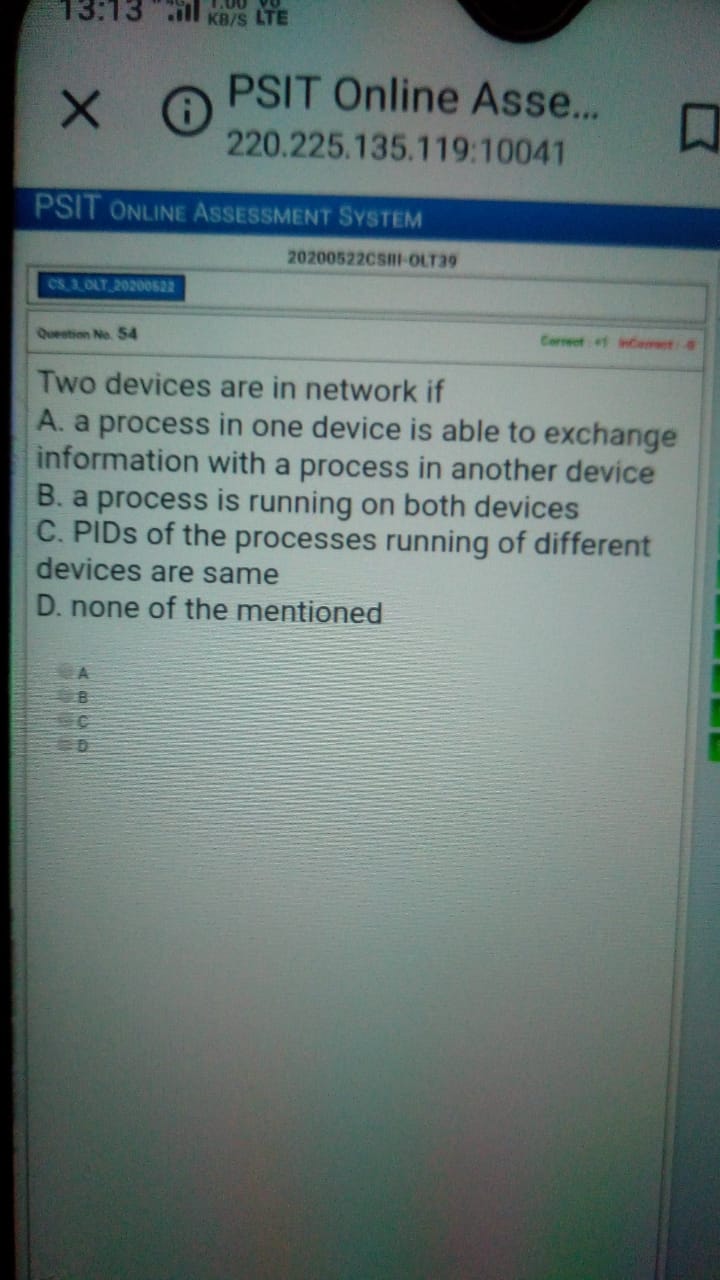 13:13
KB/S LTE
PSIT Online Asse...
220.225.135.119:10041
PSIT ONLINE ASSESSMENT SYSTEM
20200522CSIII-OLT39
CS_3_OLT_20200522
Question No. 54 Correct : +1 InCorrect : -0
Two devices are in network if
A. a process in one device is able to exchange
information with a process in another device
B. a process is running on both devices
C. PIDs of the processes running of different
devices are same
D. none of the mentioned
A
B
C
D